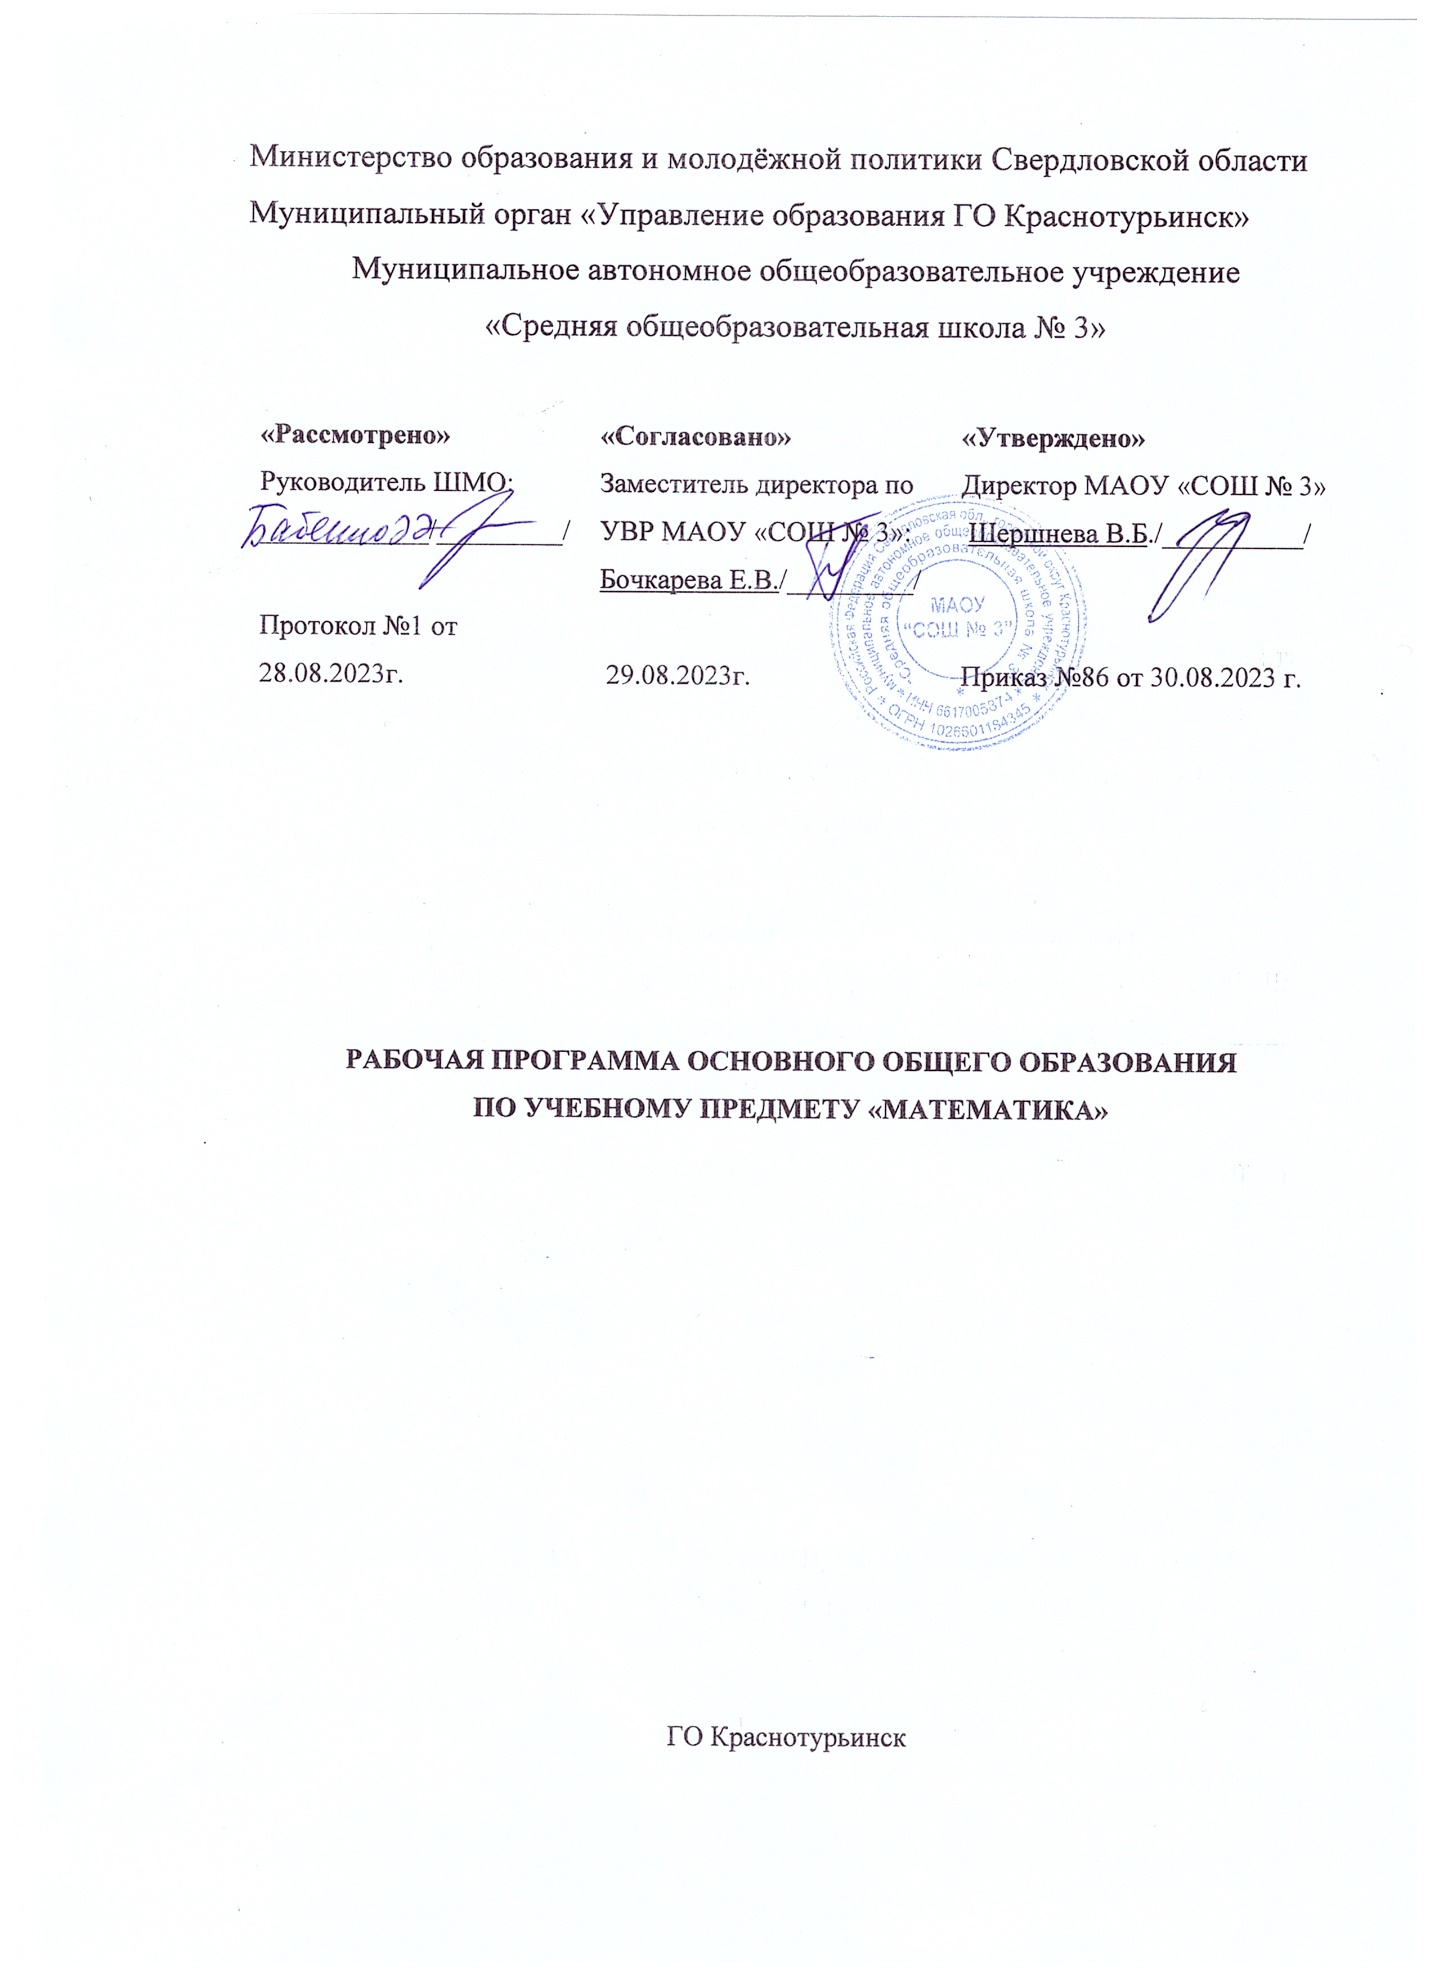 Министерство образования и молодёжной политики Свердловской области
Муниципальный орган «Управление образования ГО Краснотурьинск»
Муниципальное автономное общеобразовательное учреждение
«Средняя общеобразовательная школа № 3»
«Рассмотрено»
Руководитель ШМО:
/
Протокол №1 от
28.08.2023г.
«Согласовано»
Заместитель директора по
УВР МАОУ «СОШ № 3»:
Бочкарева Е.В./_________/
29.08.2023г.
«Утверждено»
Директор МАОУ «СОШ № 3»
Шершнева В.Б./__________/
Приказ №86 от 30.08.2023 г.
МАОУ
"СОШ № 3"
РАБОЧАЯ ПРОГРАММА ОСНОВНОГО ОБЩЕГО ОБРАЗОВАНИЯ
ПО УЧЕБНОМУ ПРЕДМЕТУ «МАТЕМАТИКА»
ГО Краснотурьинск